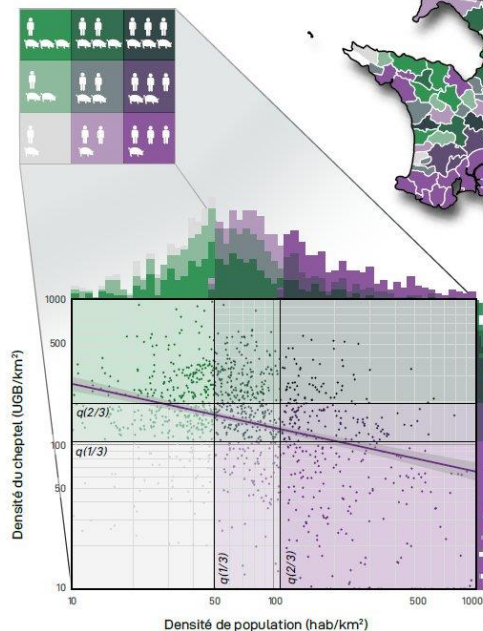 1000
500
q(2/3)
100
q(1/3)
50
10
Densité du cheptel (UGB/km²)
q(1/3)
q(2/3)
10
50
100
500
1000
Densité de population (hab/km²)